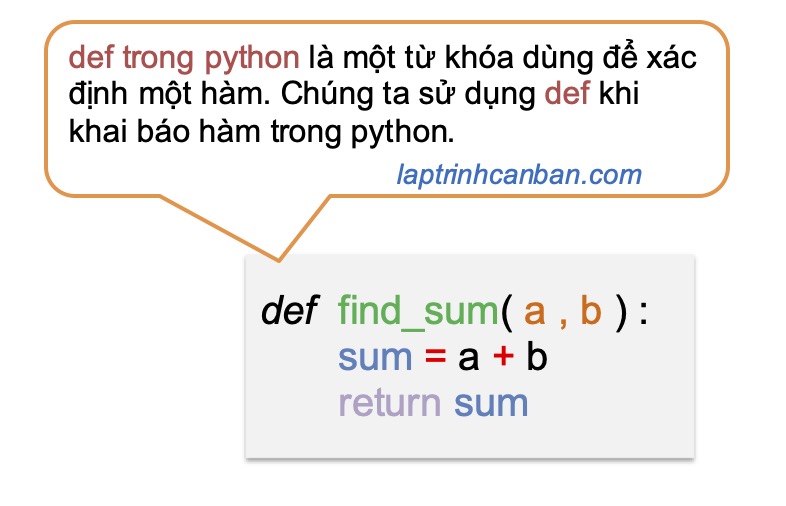 def trong python là một từ khóa dùng để xác
định một hàm. Chúng ta sử dụng def khi
khai báo hàm trong python.
laptrinhcanban.com
def find_sum( a , b ) :
sum = a + b
return sum